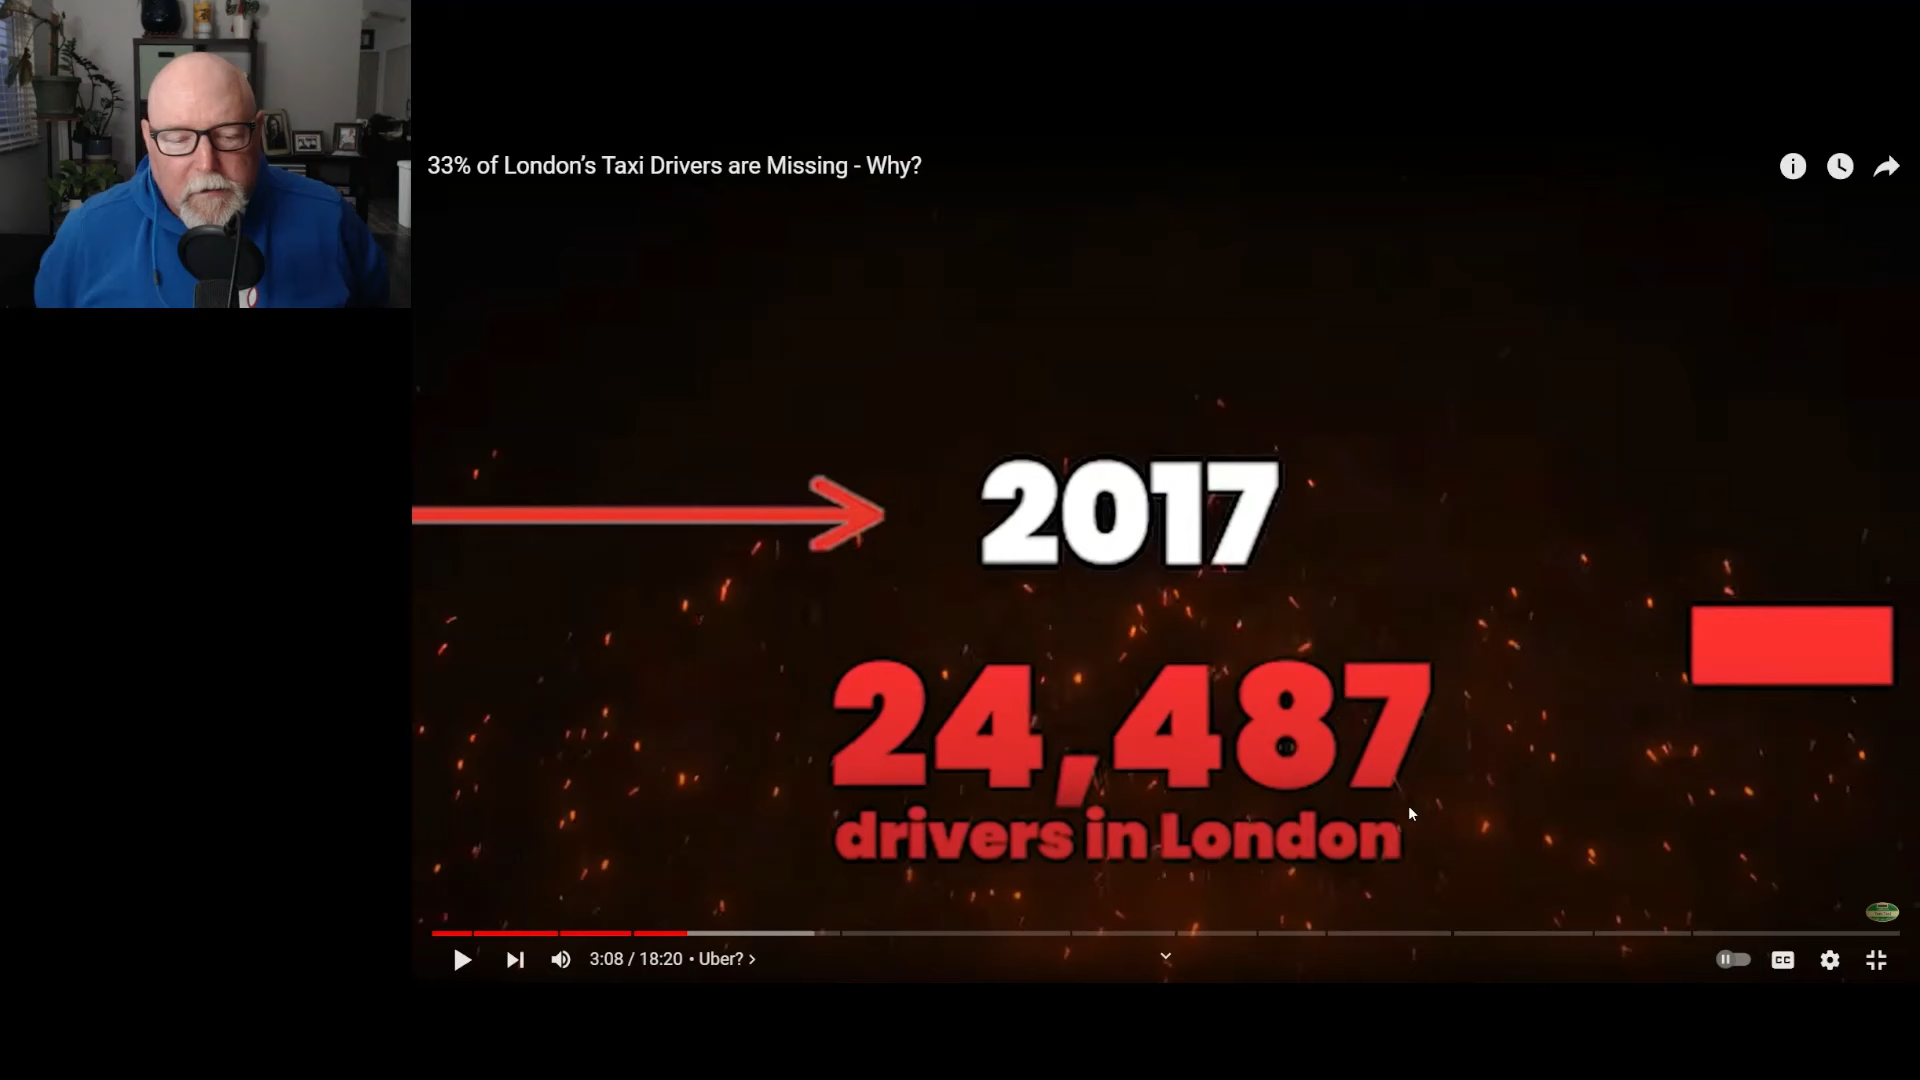 33% of London’s Taxi Drivers are Missing - Why?
2017
24,487
drivers in London
3:08 / 18:20 • Uber? >
CC